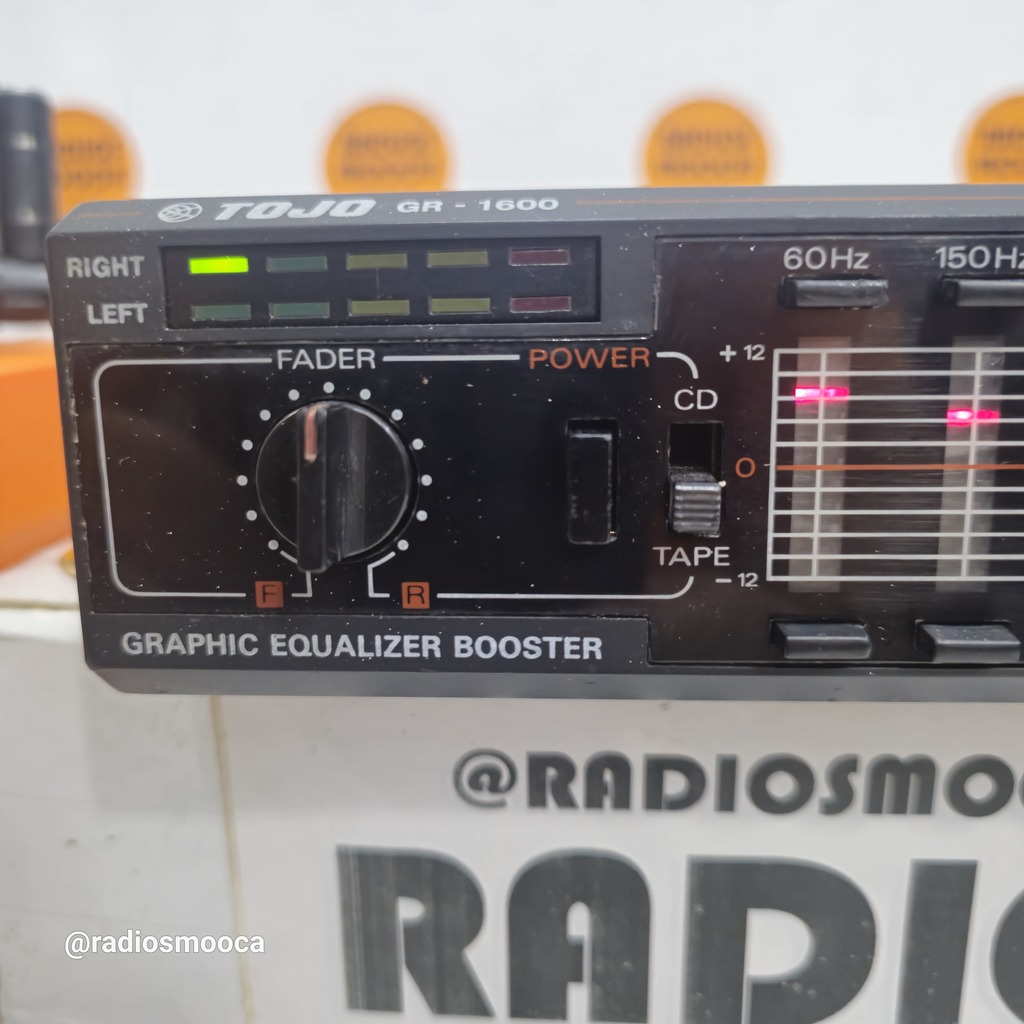 TOJO GR - 1600
RIGHT
LEFT
60Hz
150Hz
FADER
POWER
+ 12
CD
0
TAPE
- 12
F
R
GRAPHIC EQUALIZER BOOSTER
@RADIOSMOO
RADIO
@radiosmooca